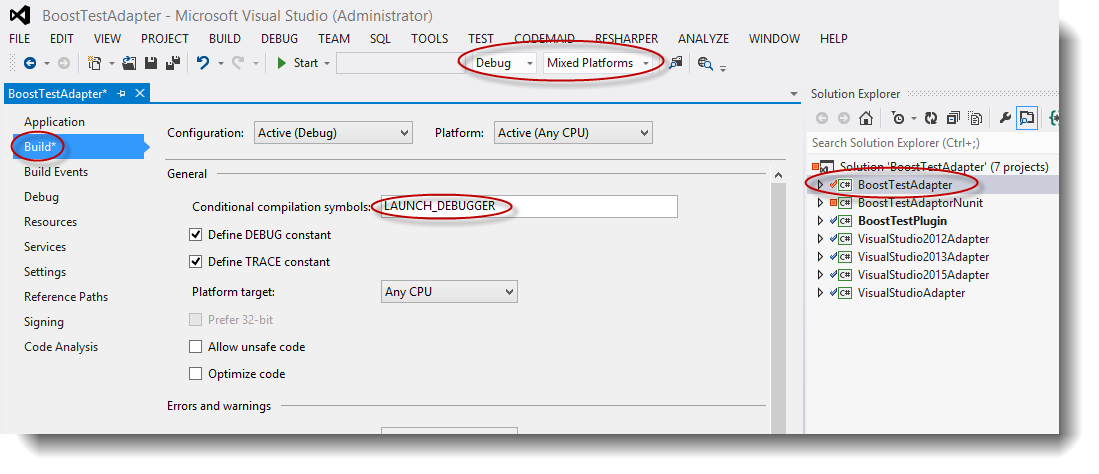 BoostTestAdapter - Microsoft Visual Studio (Administrator)
FILE EDIT VIEW PROJECT BUILD DEBUG TEAM SQL TOOLS TEST CODEMAID RESHARPER ANALYZE WINDOW HELP
Start Debug Mixed Platforms
BoostTestAdapter*
Application
Build*
Build Events
Debug
Resources
Services
Settings
Reference Paths
Signing
Code Analysis
Configuration: Active (Debug) Platform: Active (Any CPU)
General
Conditional compilation symbols: LAUNCH_DEBUGGER
Define DEBUG constant
Define TRACE constant
Platform target: Any CPU
Prefer 32-bit
Allow unsafe code
Optimize code
Errors and warnings
Solution Explorer
Search Solution Explorer (Ctrl+;)
Solution 'BoostTestAdapter' (7 projects)
C# BoostTestAdapter
C# BoostTestAdaptorNunit
C# BoostTestPlugin
C# VisualStudio2012Adapter
C# VisualStudio2013Adapter
C# VisualStudio2015Adapter
C# VisualStudioAdapter